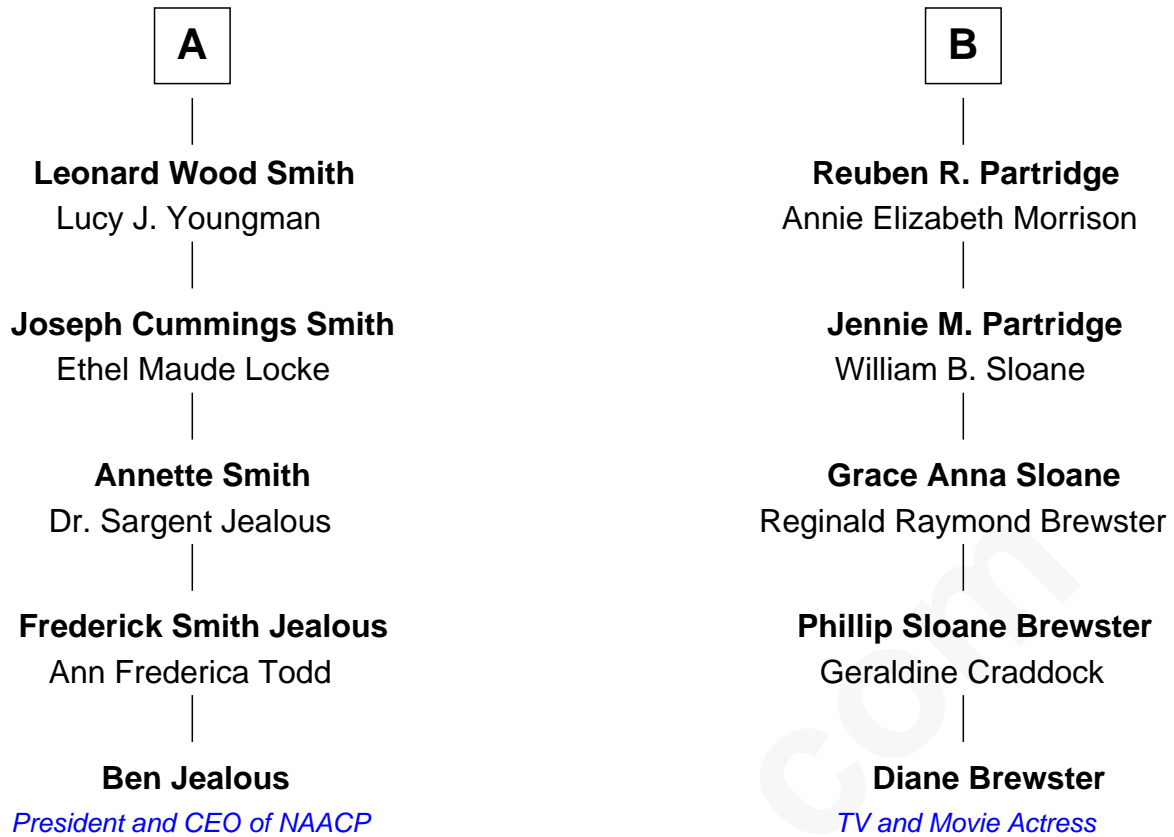 A
Leonard Wood Smith
Lucy J. Youngman
Joseph Cummings Smith
Ethel Maude Locke
Annette Smith
Dr. Sargent Jealous
Frederick Smith Jealous
Ann Frederica Todd
Ben Jealous
President and CEO of NAACP
B
Reuben R. Partridge
Annie Elizabeth Morrison
Jennie M. Partridge
William B. Sloane
Grace Anna Sloane
Reginald Raymond Brewster
Phillip Sloane Brewster
Geraldine Craddock
Diane Brewster
TV and Movie Actress
com